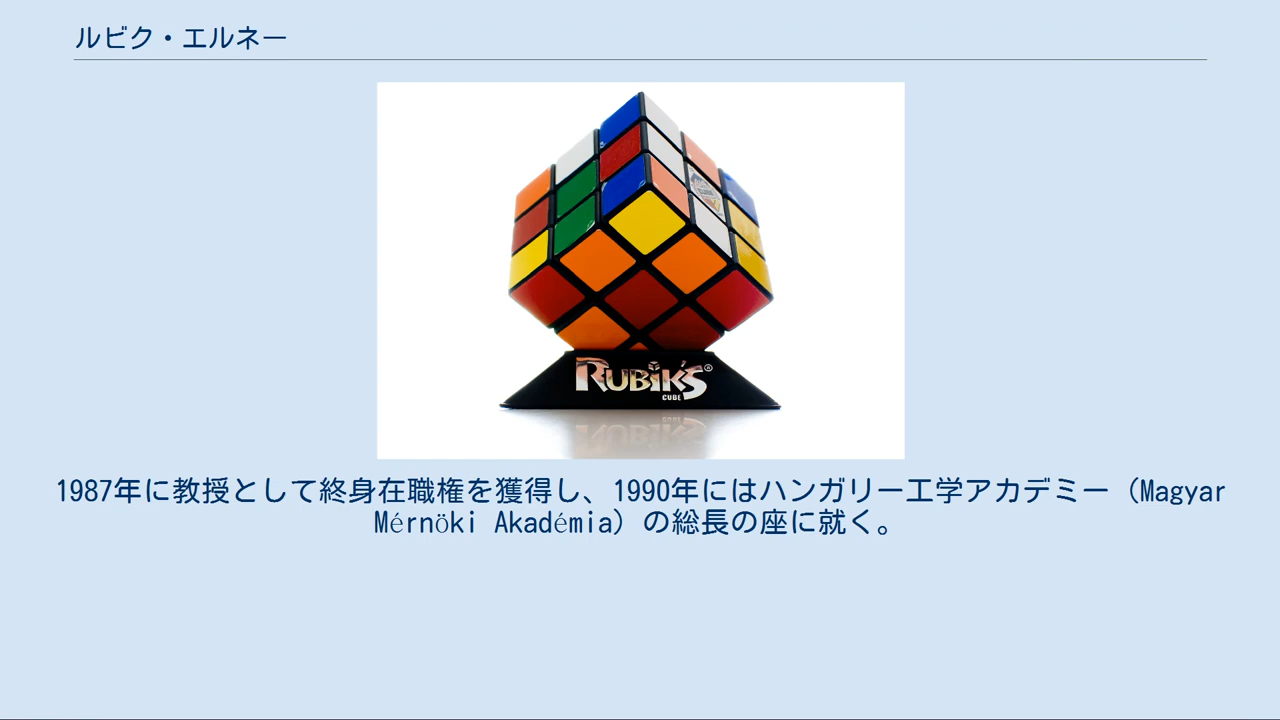 ルビク・エルネー
RUBIK'S®
CUBE
1987年に教授として終身在職権を獲得し、1990年にはハンガリー工学アカデミー（Magyar
Mérnöki Akadémia）の総長の座に就く。